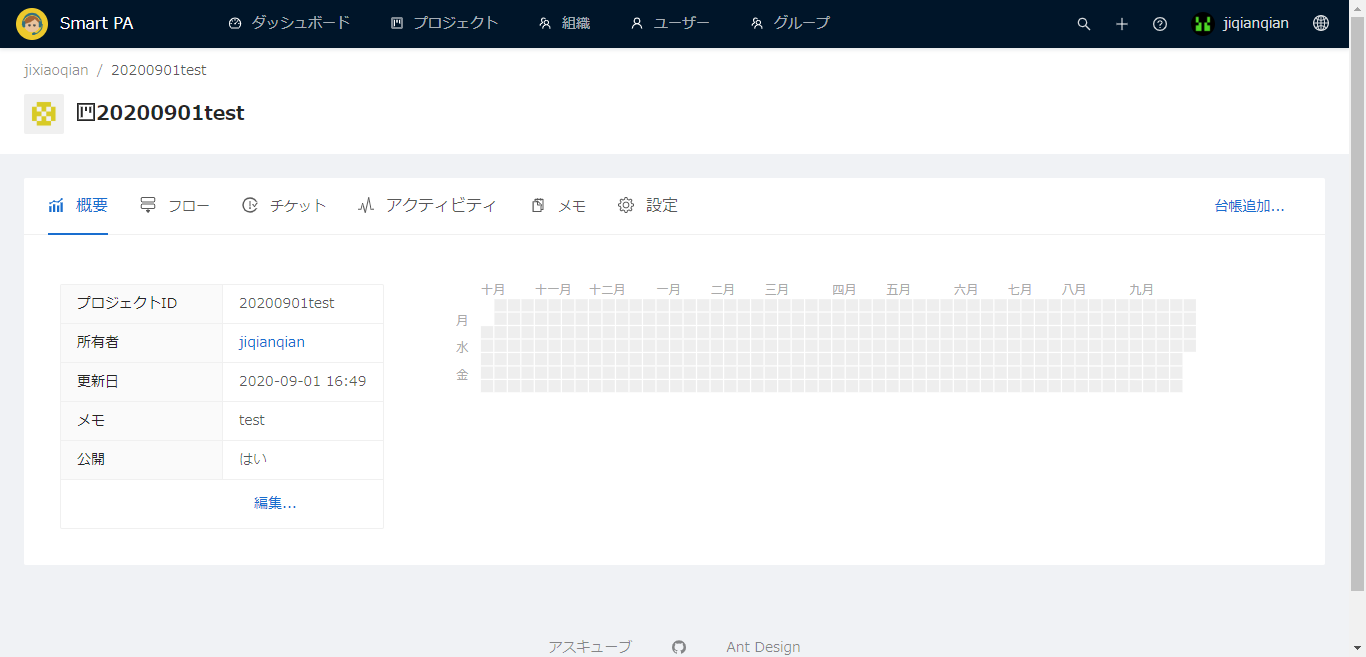 Smart PA ダッシュボード プロジェクト 組織 ユーザー グループ jiqianqian
jixiaoqian / 20200901test
20200901test
概要 フロー チケット アクティビティ メモ 設定 台帳追加...
プロジェクトID 20200901test
所有者 jiqianqian
更新日 2020-09-01 16:49
メモ test
公開 はい
編集...
十月 十一月 十二月 一月 二月 三月 四月 五月 六月 七月 八月 九月
月
水
金
アスキューブ Ant Design